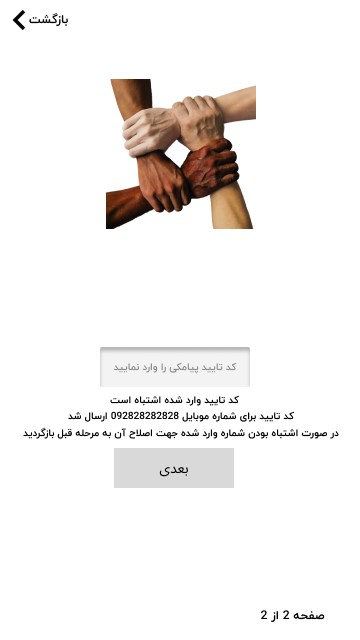 بازگشت
کد تایید پیامکی را وارد نمایید
کد تایید وارد شده اشتباه است
کد تایید برای شماره موبایل 092828282828 ارسال شد
در صورت اشتباه بودن شماره وارد شده جهت اصلاح آن به مرحله قبل بازگردید
بعدی
صفحه 2 از 2